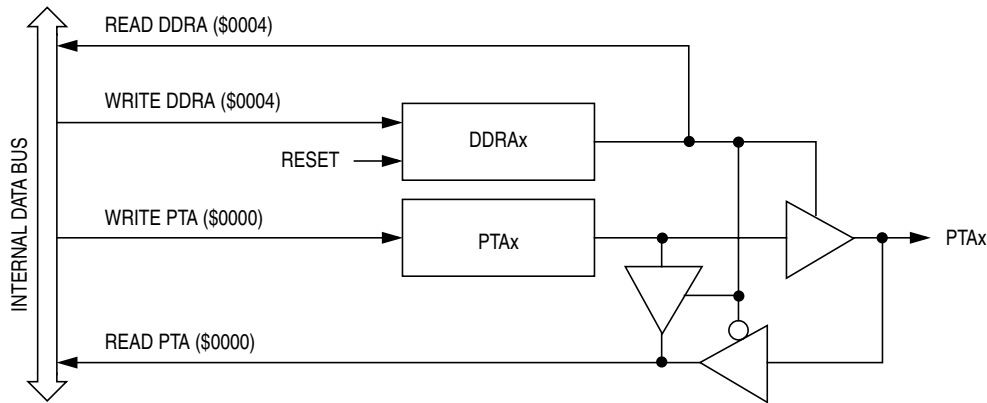 READ DDRA ($0004)
WRITE DDRA ($0004)
DDRAx
RESET
INTERNAL DATA BUS
WRITE PTA ($0000)
PTAx
PTAx
READ PTA ($0000)